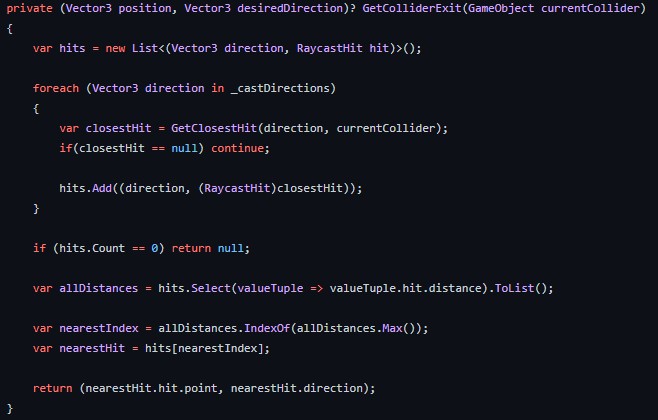 private (Vector3 position, Vector3 desiredDirection)? GetColliderExit(GameObject currentCollider)
{
    var hits = new List<(Vector3 direction, RaycastHit hit)>();

    foreach (Vector3 direction in _castDirections)
    {
        var closestHit = GetClosestHit(direction, currentCollider);
        if(closestHit == null) continue;

        hits.Add((direction, (RaycastHit)closestHit));
    }

    if (hits.Count == 0) return null;

    var allDistances = hits.Select(valueTuple => valueTuple.hit.distance).ToList();

    var nearestIndex = allDistances.IndexOf(allDistances.Max());
    var nearestHit = hits[nearestIndex];

    return (nearestHit.hit.point, nearestHit.direction);
}